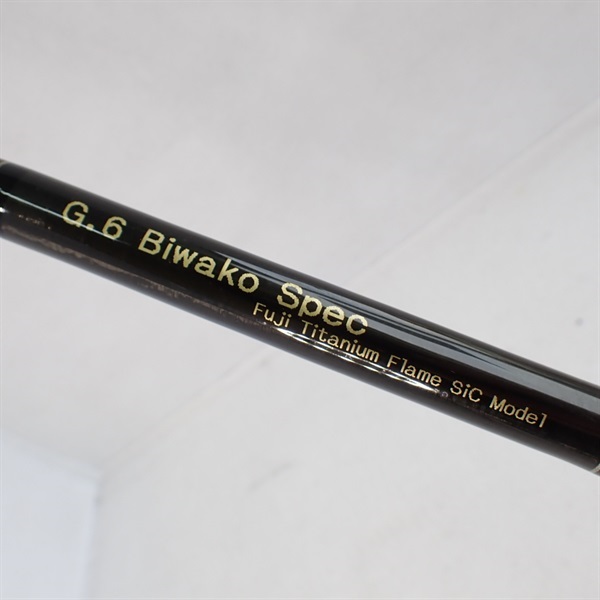 G.6 Biwako Spec
Fuji Titanium Flame SiC Model